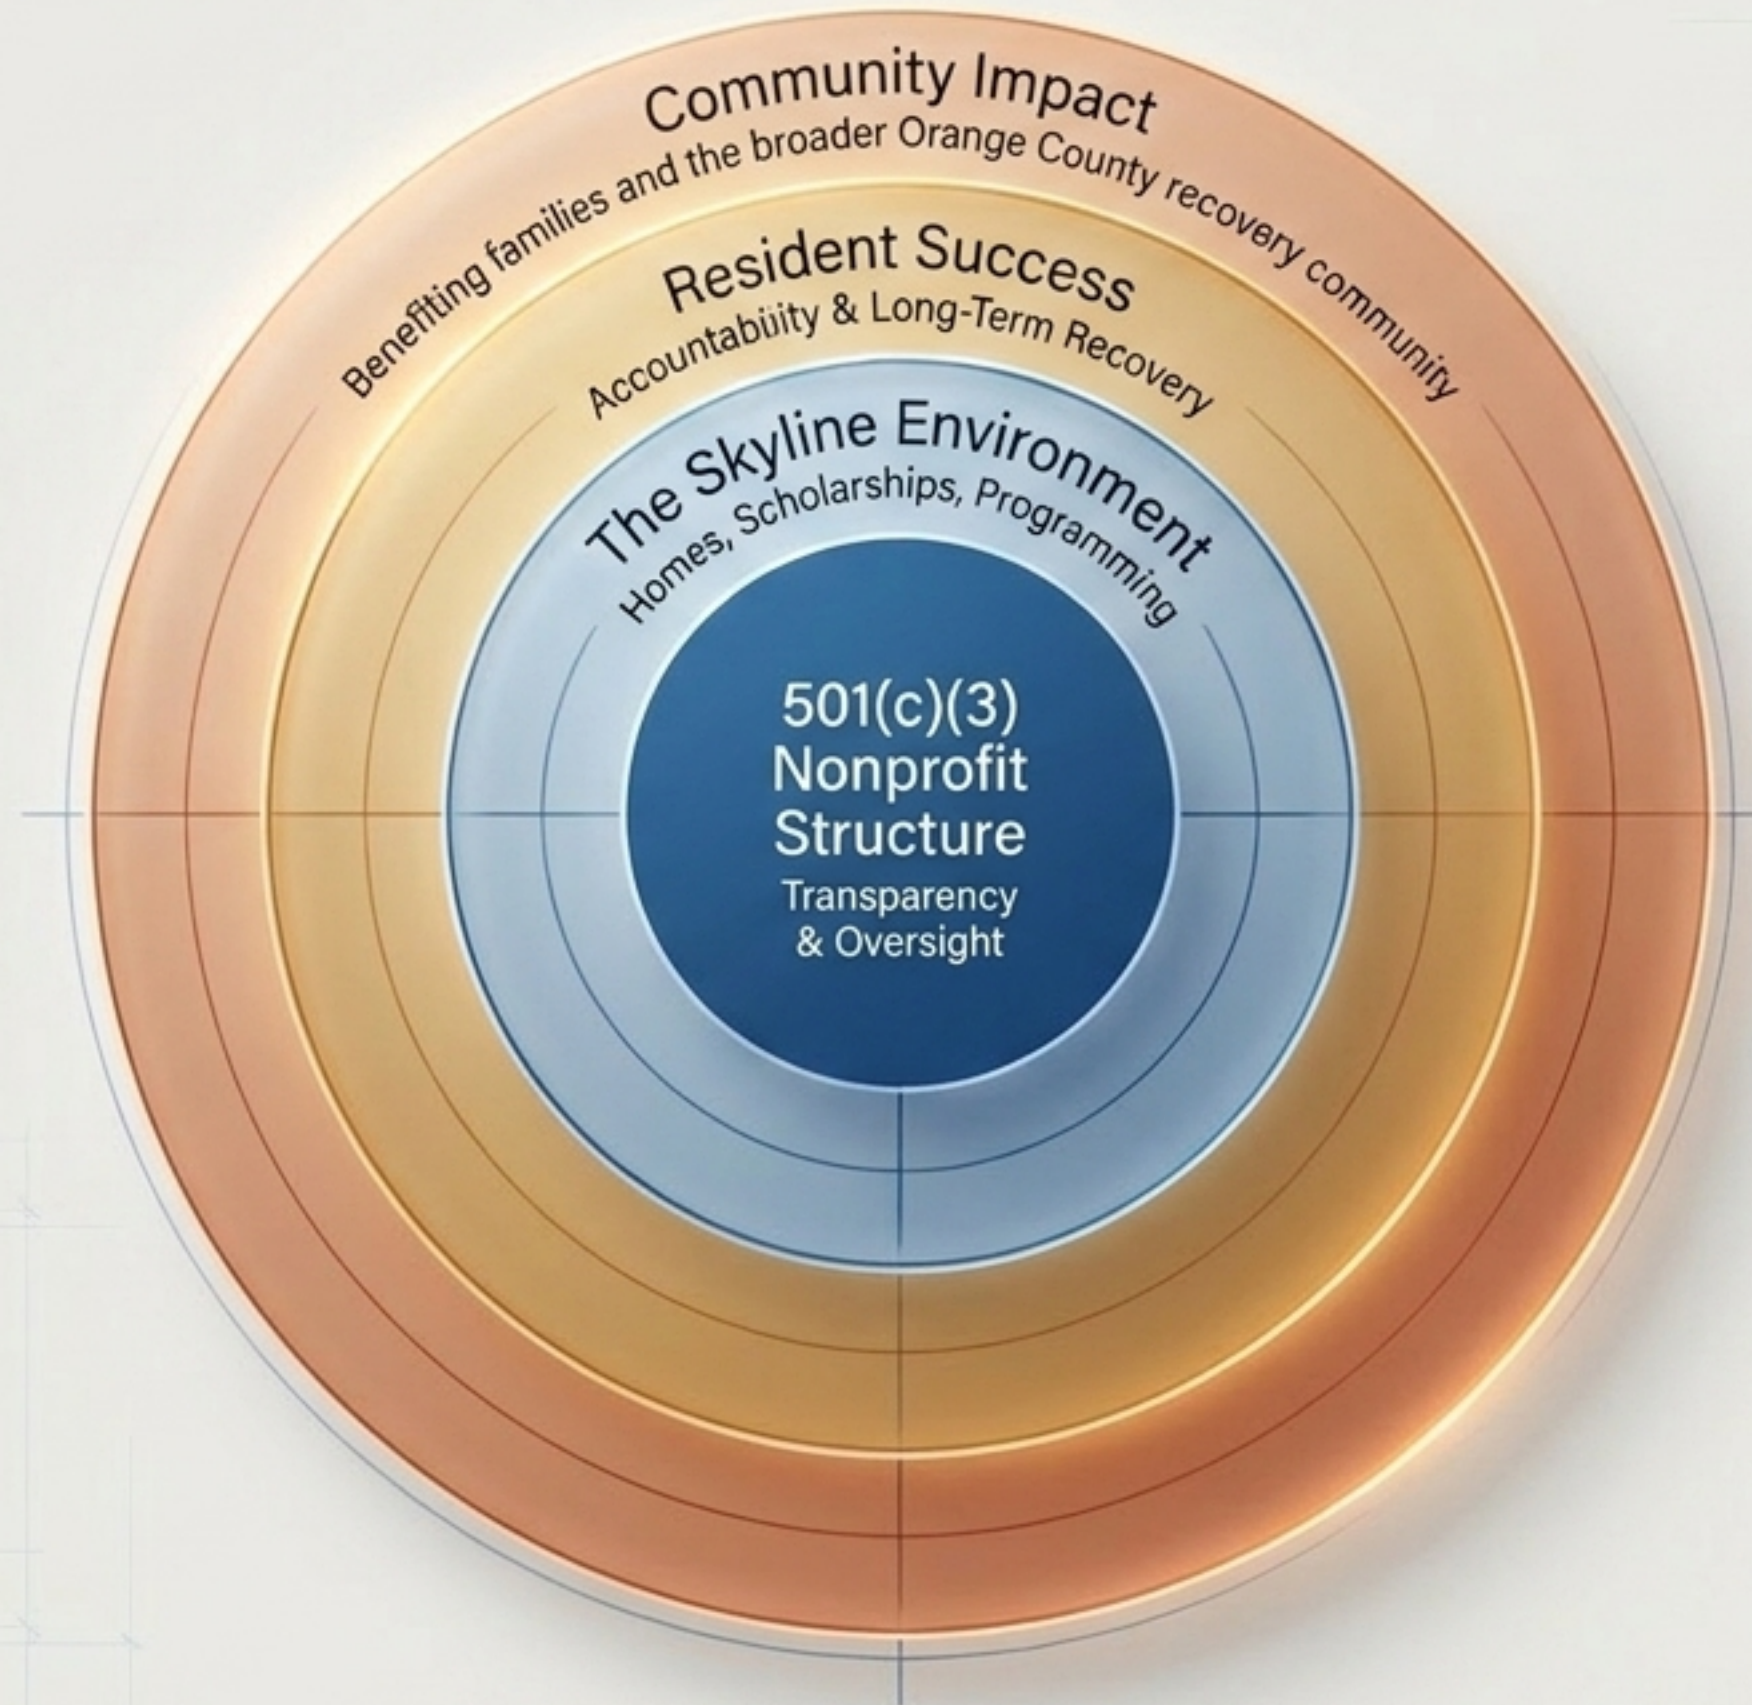 Community Impact
Benefiting families and the broader Orange County recovery community
Resident Success
Accountabüity & Long-Term Recovery
The Skyline Environment
Homes, Scholarships, Programming
501(c)(3)
Nonprofit
Structure
Transparency
& Oversight